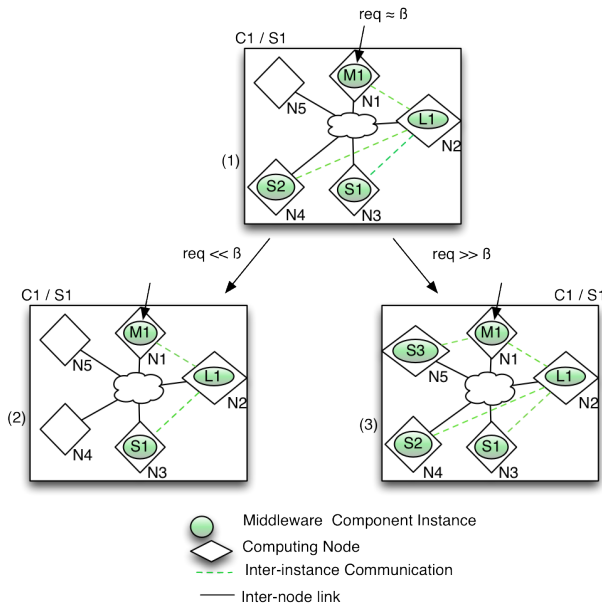 req ≈ ß
C1 / S1
M1
N1
N5
L1
N2
(1)
S2
N4
S1
N3
req << ß
req >> ß
C1 / S1
M1
N1
N5
L1
N2
(2)
N4
S1
N3
C1 / S1
M1
N1
S3
N5
L1
N2
(3)
S2
N4
S1
N3
Middleware Component Instance
Computing Node
Inter-instance Communication
Inter-node link